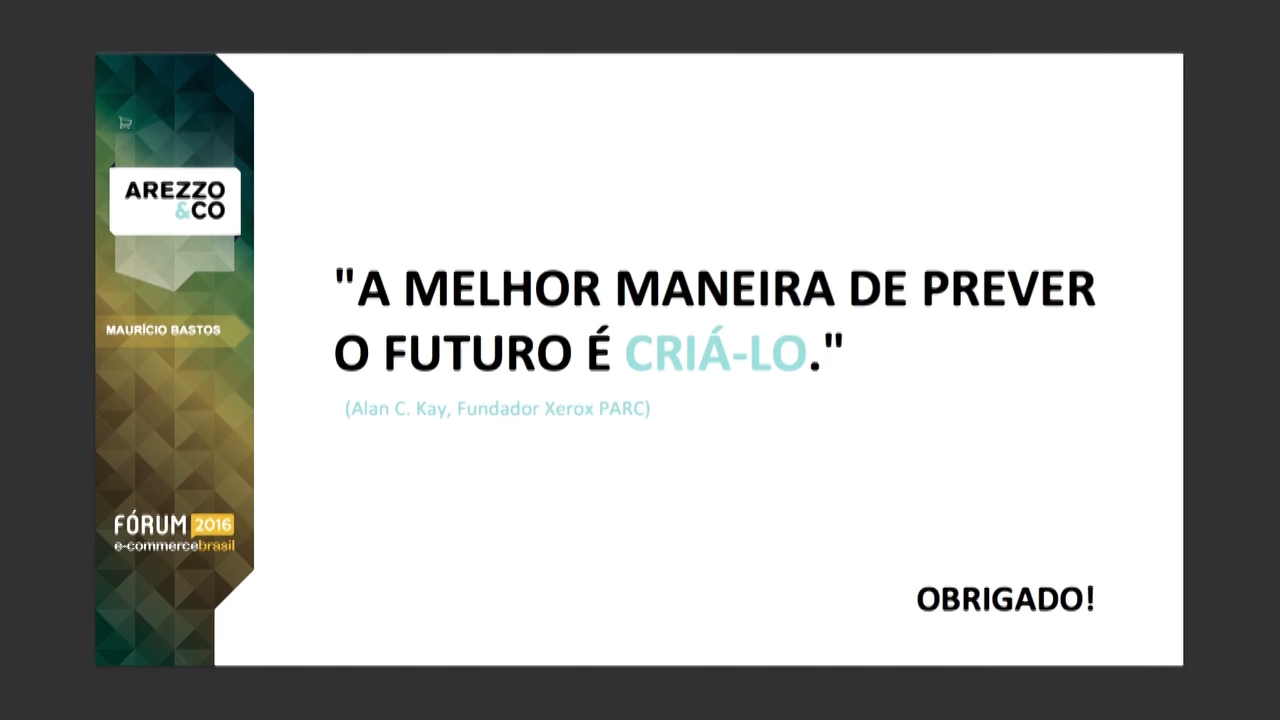 AREZZO
&CO
MAURÍCIO BASTOS
FÓRUM 2016
e-commercebrasil
"A MELHOR MANEIRA DE PREVER
O FUTURO É CRIÁ-LO."
(Alan C. Kay, Fundador Xerox PARC)
OBRIGADO!